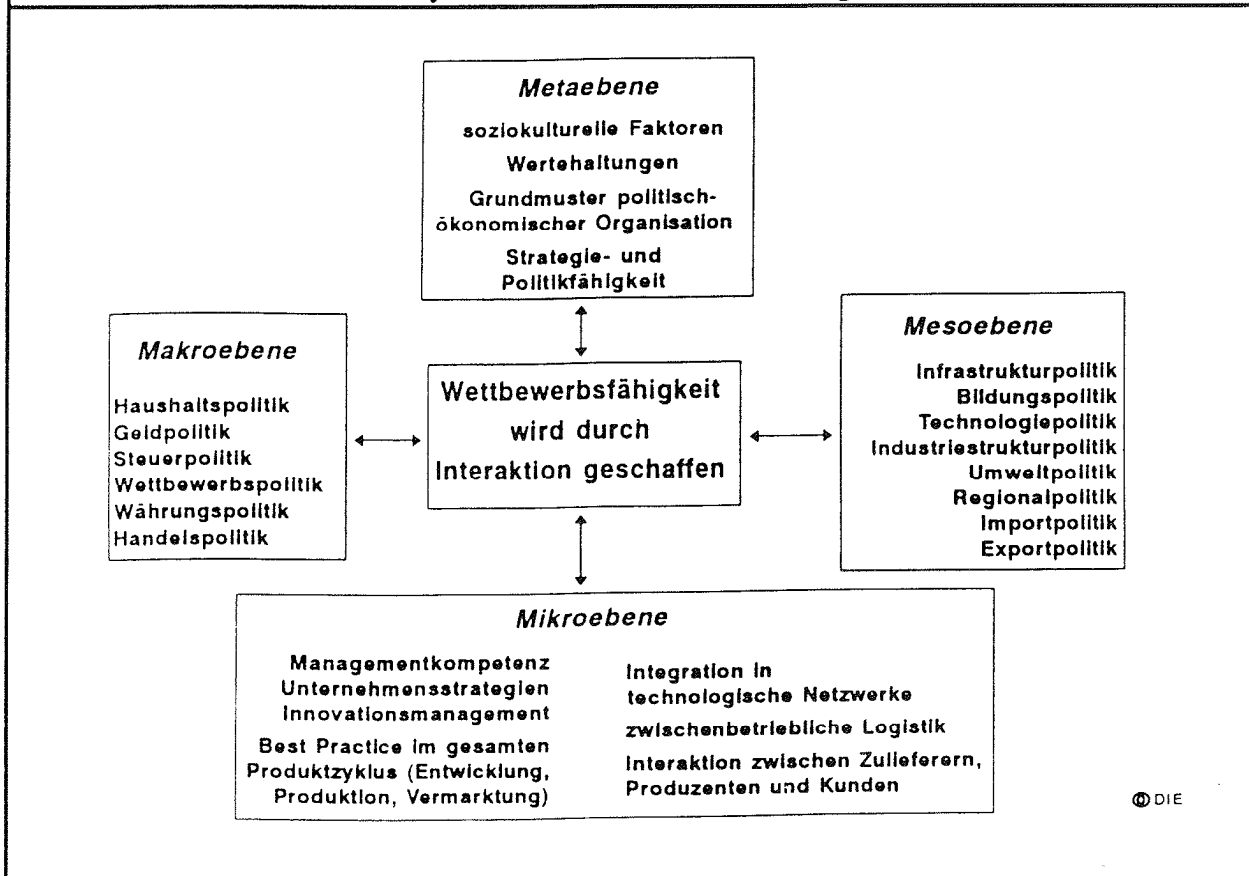 Metaebene
soziokulturelle Faktoren
Wertehaltungen
Grundmuster politisch-
ökonomischer Organisation
Strategie- und
Politikfähigkeit
Makroebene
Haushaltspolitik
Geldpolitik
Steuerpolitik
Wettbewerbspolitik
Währungspolitik
Handelspolitik
Wettbewerbsfähigkeit
wird durch
Interaktion geschaffen
Mesoebene
Infrastrukturpolitik
Bildungspolitik
Technologiepolitik
Industriestrukturpolitik
Umweltpolitik
Regionalpolitik
Importpolitik
Exportpolitik
Mikroebene
Managementkompetenz
Unternehmensstrategien
Innovationsmanagement
Best Practice im gesamten
Produktzyklus (Entwicklung,
Produktion, Vermarktung)
Integration in
technologische Netzwerke
zwischenbetriebliche Logistik
Interaktion zwischen Zulieferern,
Produzenten und Kunden
DIE